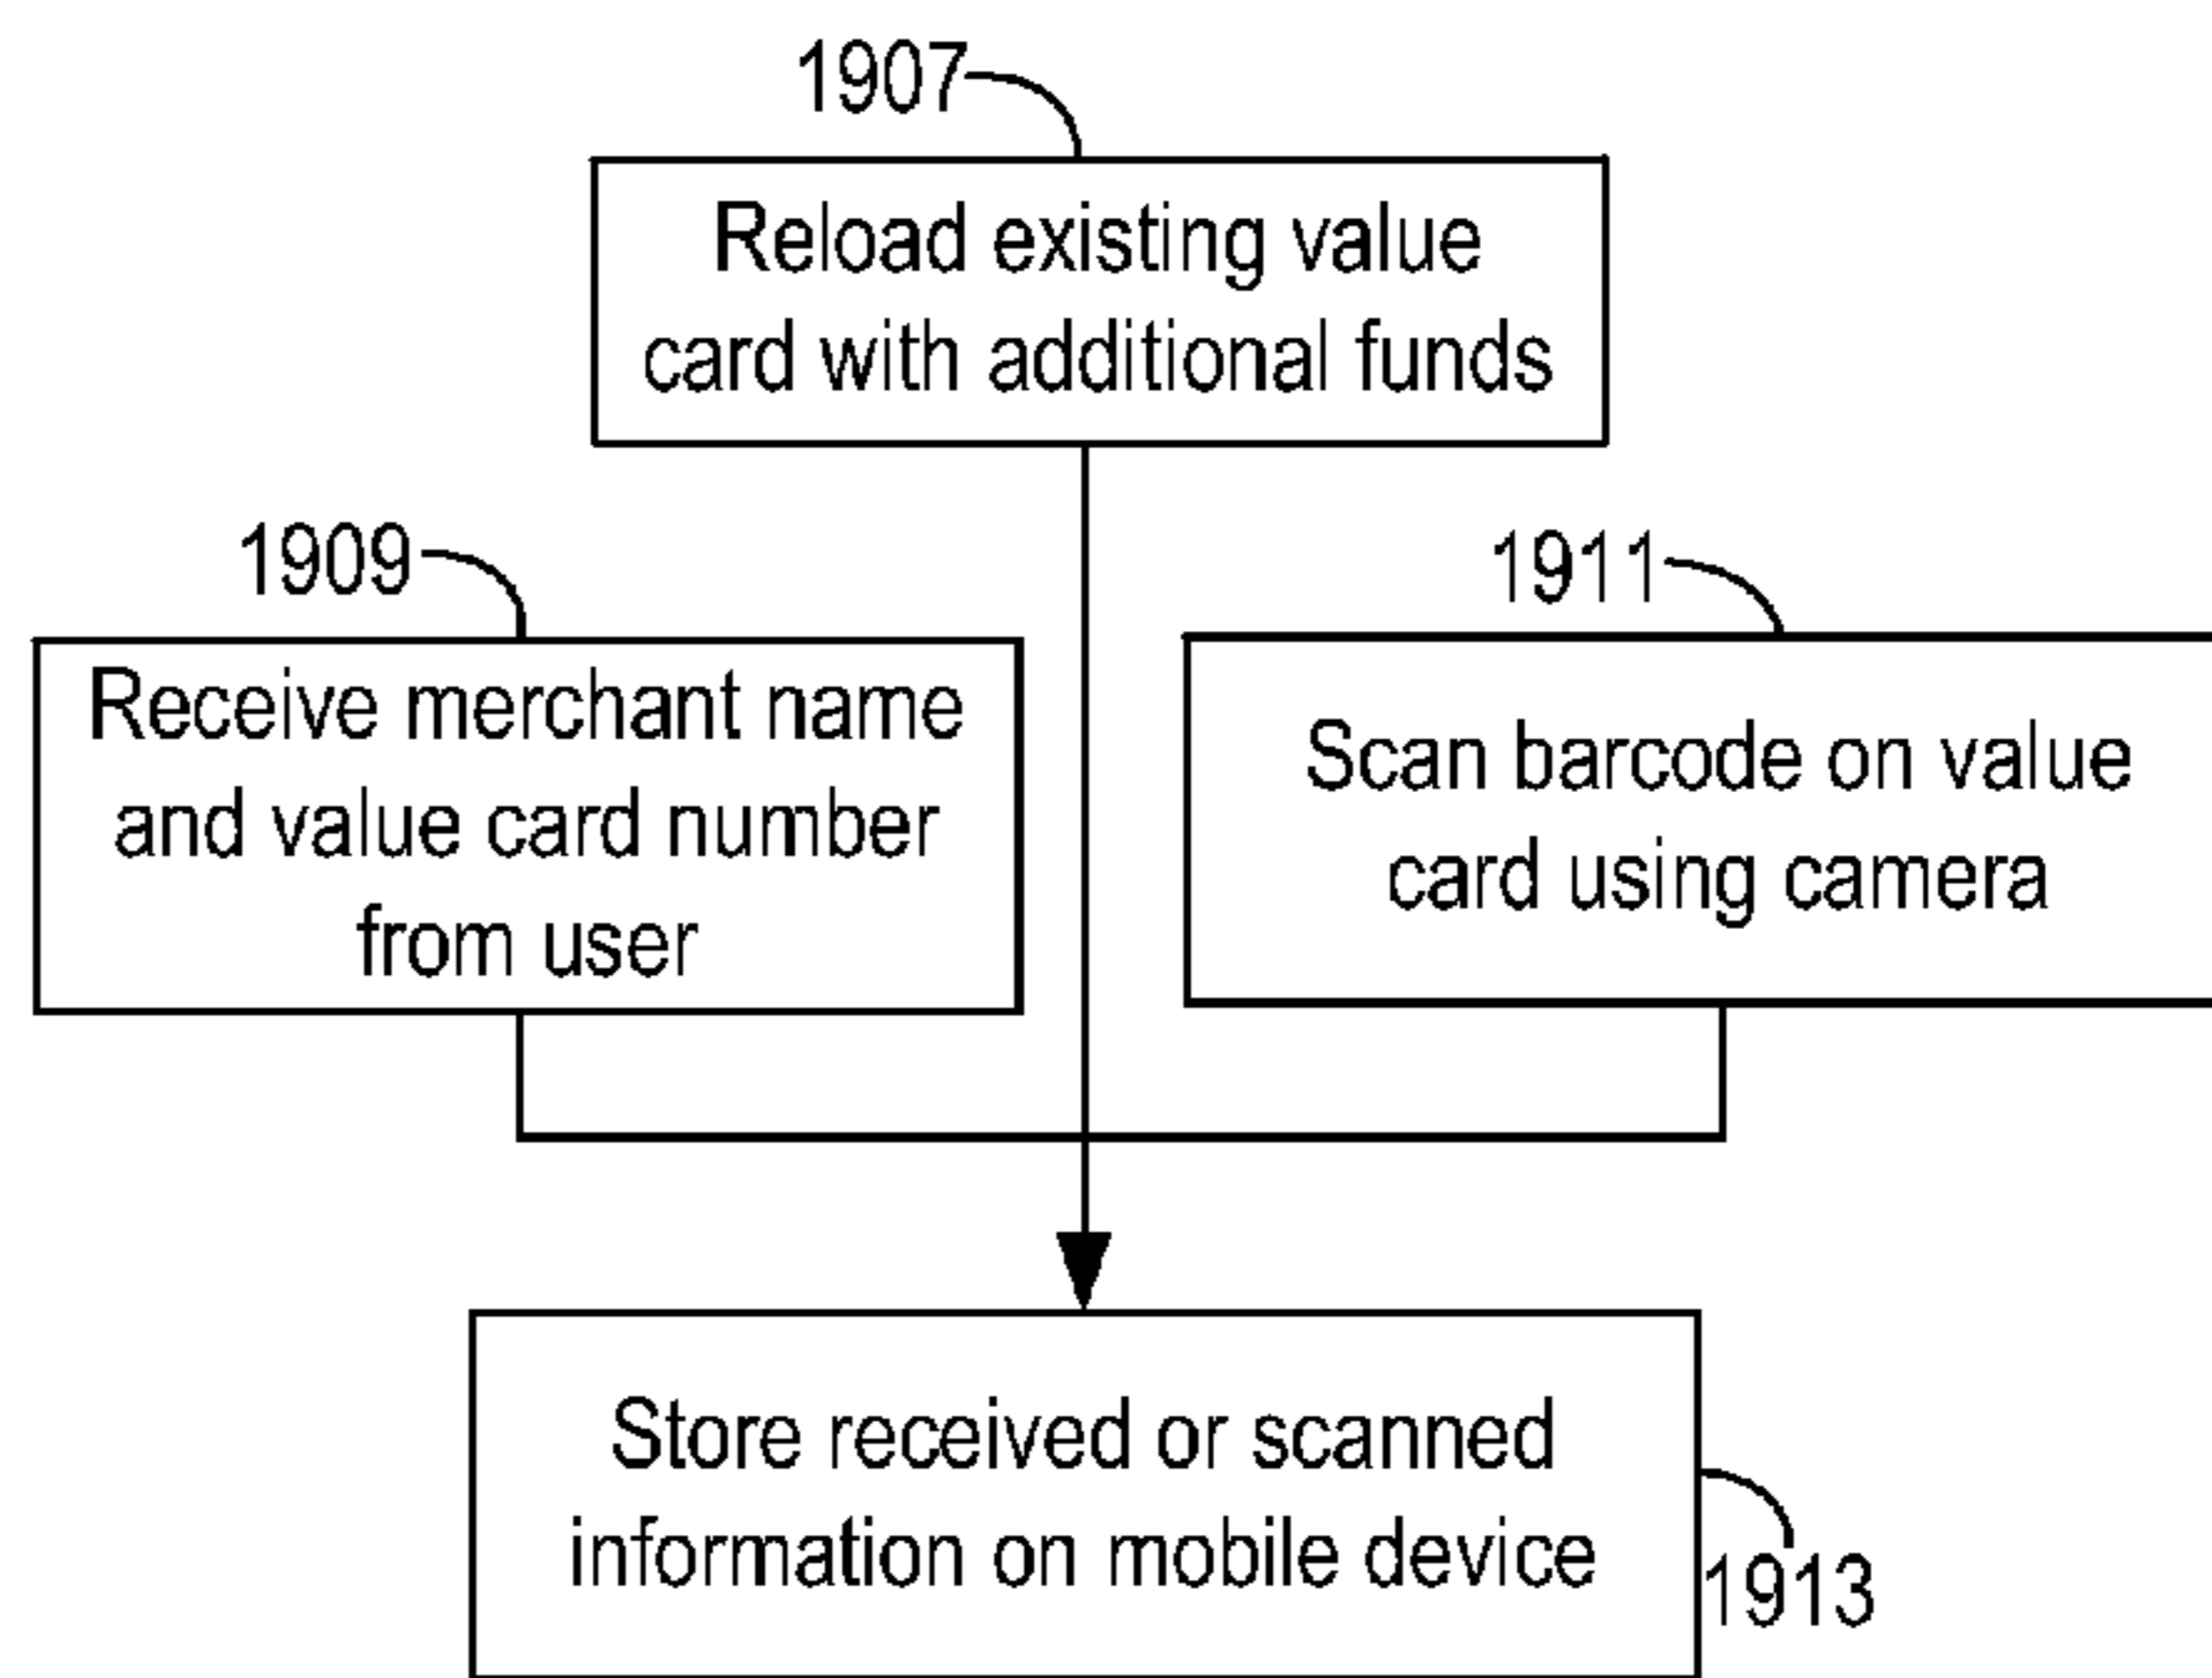 1907
Reload existing value
card with additional funds
1909
Receive merchant name
and value card number
from user
1911
Scan barcode on value
card using camera
Store received or scanned
information on mobile device
1913